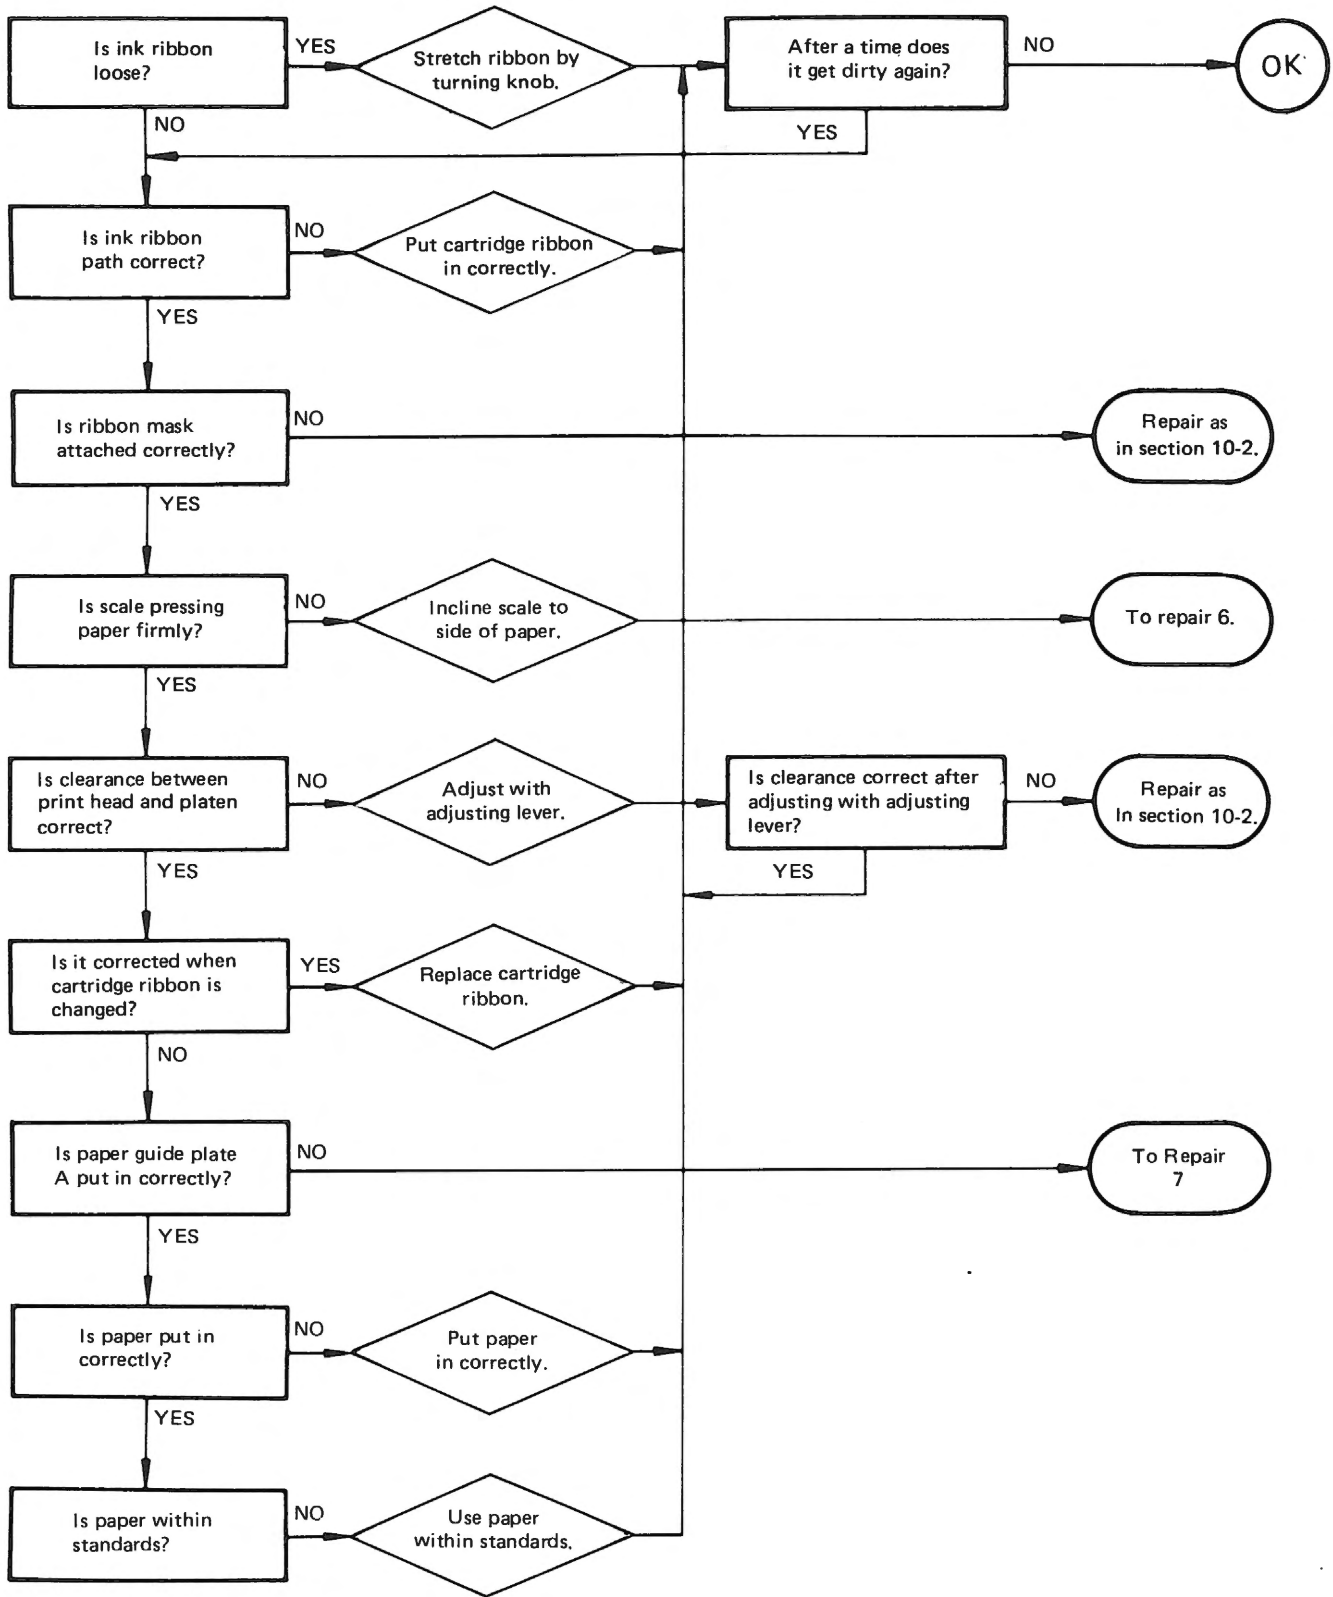 Is ink ribbon
loose?
YES
Stretch ribbon by
turning knob.
After a time does
it get dirty again?
NO
OK
NO
YES
Is ink ribbon
path correct?
NO
Put cartridge ribbon
in correctly.
YES
Is ribbon mask
attached correctly?
NO
Repair as
in section 10-2.
YES
Is scale pressing
paper firmly?
NO
Incline scale to
side of paper.
To repair 6.
YES
Is clearance between
print head and platen
correct?
NO
Adjust with
adjusting lever.
Is clearance correct after
adjusting with adjusting
lever?
NO
Repair as
In section 10-2.
YES
YES
Is it corrected when
cartridge ribbon is
changed?
YES
Replace cartridge
ribbon.
NO
Is paper guide plate
A put in correctly?
NO
To Repair
7
YES
Is paper put in
correctly?
NO
Put paper
in correctly.
YES
Is paper within
standards?
NO
Use paper
within standards.